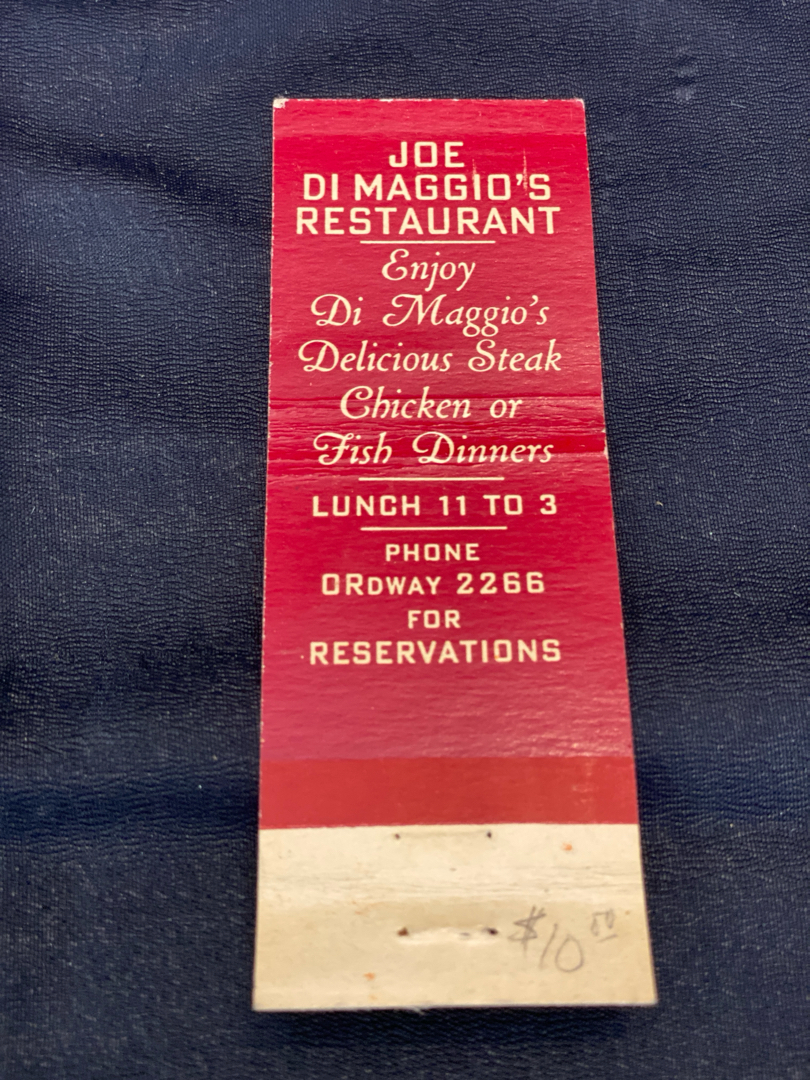 JOE
DI MAGGIO'S
RESTAURANT
Enjoy
Di Maggio's
Delicious Steak
Chicken or
Fish Dinners
LUNCH 11 TO 3
PHONE
ORDWAY 2266
FOR
RESERVATIONS
$10 00